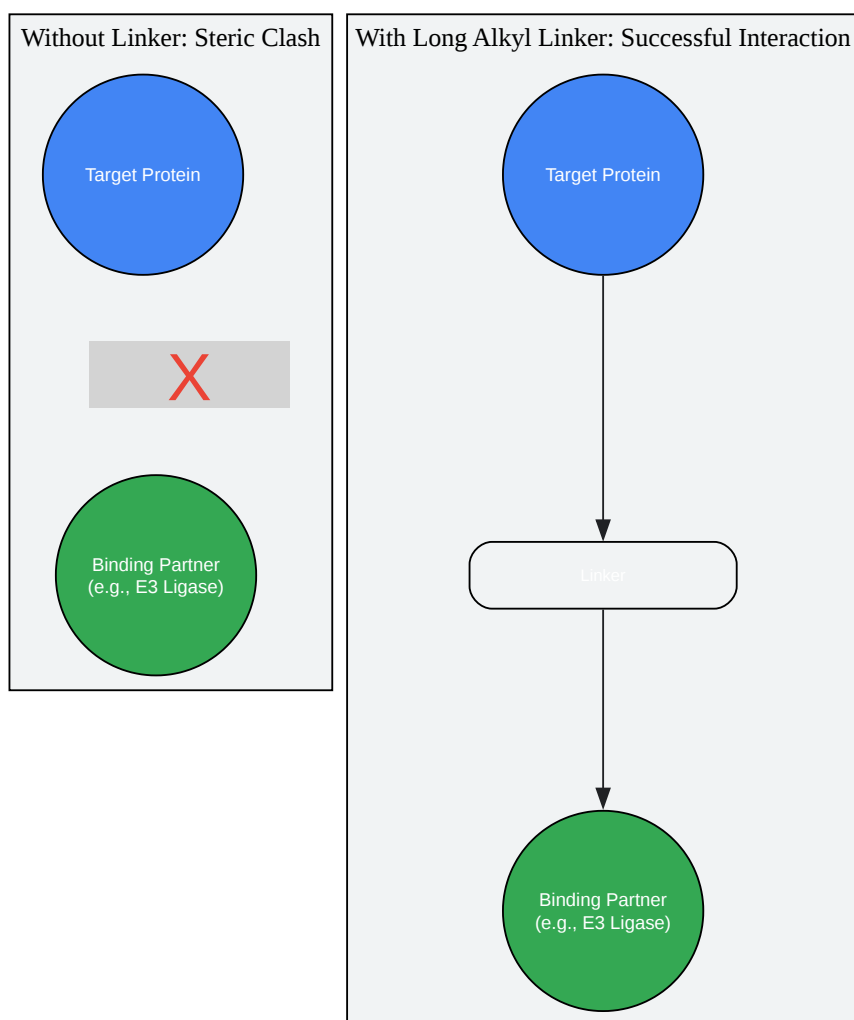 Without Linker: Steric Clash
Target Protein
X
Binding Partner
(e.g., E3 Ligase)
With Long Alkyl Linker: Successful Interaction
Target Protein
Linker
Binding Partner
(e.g., E3 Ligase)